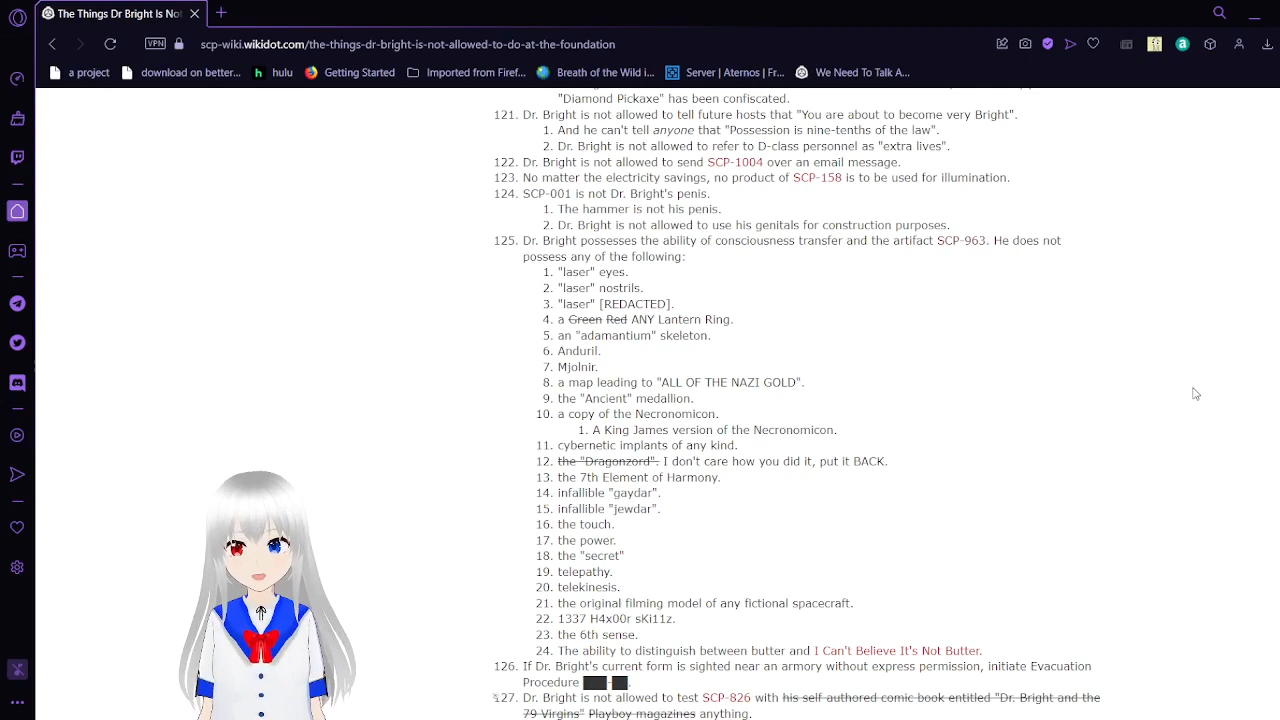 The Things Dr Bright Is Not
scp-wiki.wikidot.com/the-things-dr-bright-is-not-allowed-to-do-at-the-foundation
VPN
a project
download on better...
hulu
Getting Started
Imported from Firef...
Breath of the Wild i...
Server | Aternos | Fr...
We Need To Talk A...
"Diamond Pickaxe" has been confiscated.
121. Dr. Bright is not allowed to tell future hosts that "You are about to become very Bright".
1. And he can't tell anyone that "Possession is nine-tenths of the law".
2. Dr. Bright is not allowed to refer to D-class personnel as "extra lives".
122. Dr. Bright is not allowed to send SCP-1004 over an email message.
123. No matter the electricity savings, no product of SCP-158 is to be used for illumination.
124. SCP-001 is not Dr. Bright's penis.
1. The hammer is not his penis.
2. Dr. Bright is not allowed to use his genitals for construction purposes.
125. Dr. Bright possesses the ability of consciousness transfer and the artifact SCP-963. He does not
possess any of the following:
1. "laser" eyes.
2. "laser" nostrils.
3. "laser" [REDACTED].
4. a Green Red ANY Lantern Ring.
5. an "adamantium" skeleton.
6. Anduril.
7. Mjolnir.
8. a map leading to "ALL OF THE NAZI GOLD".
9. the "Ancient" medallion.
10. a copy of the Necronomicon.
1. A King James version of the Necronomicon.
11. cybernetic implants of any kind.
12. the "Dragonzord". I don't care how you did it, put it BACK.
13. the 7th Element of Harmony.
14. infallible "gaydar".
15. infallible "jewdar".
16. the touch.
17. the power.
18. the "secret"
19. telepathy.
20. telekinesis.
21. the original filming model of any fictional spacecraft.
22. 1337 H4x00r sKi11z.
23. the 6th sense.
24. The ability to distinguish between butter and I Can't Believe It's Not Butter.
126. If Dr. Bright's current form is sighted near an armory without express permission, initiate Evacuation
Procedure ██-█.
127. Dr. Bright is not allowed to test SCP-826 with his self authored comic book entitled "Dr. Bright and the
79 Virgins" Playboy magazines anything.